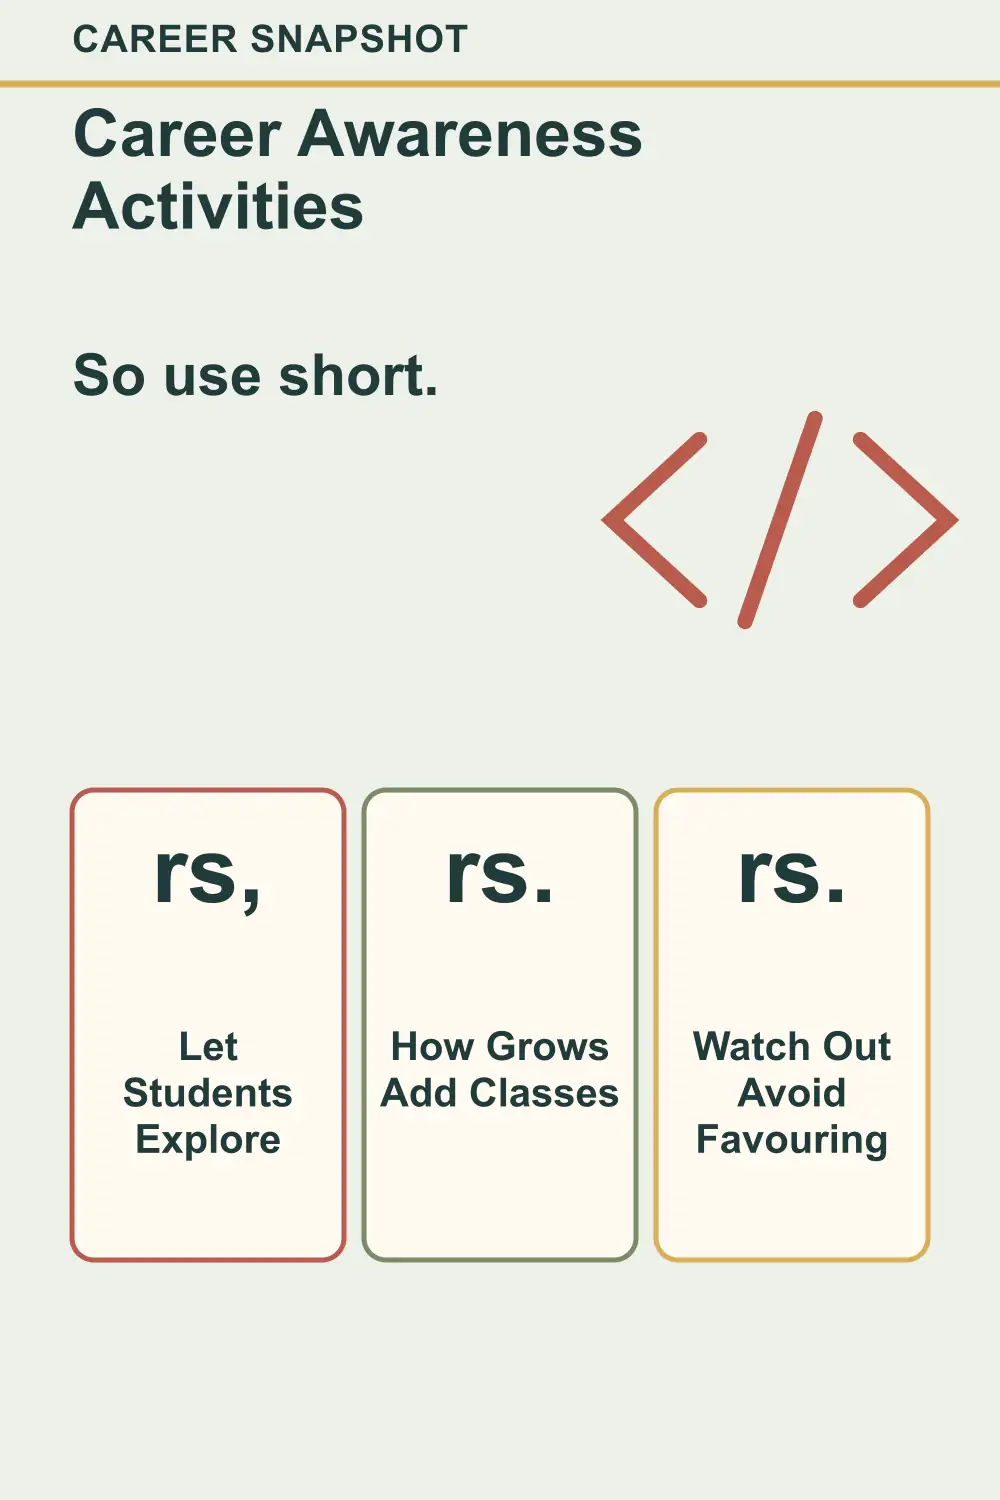 CAREER SNAPSHOT
Career Awareness
Activities
So use short.
</>
rs,
Let
Students
Explore
rs.
How Grows
Add Classes
rs.
Watch Out
Avoid
Favouring